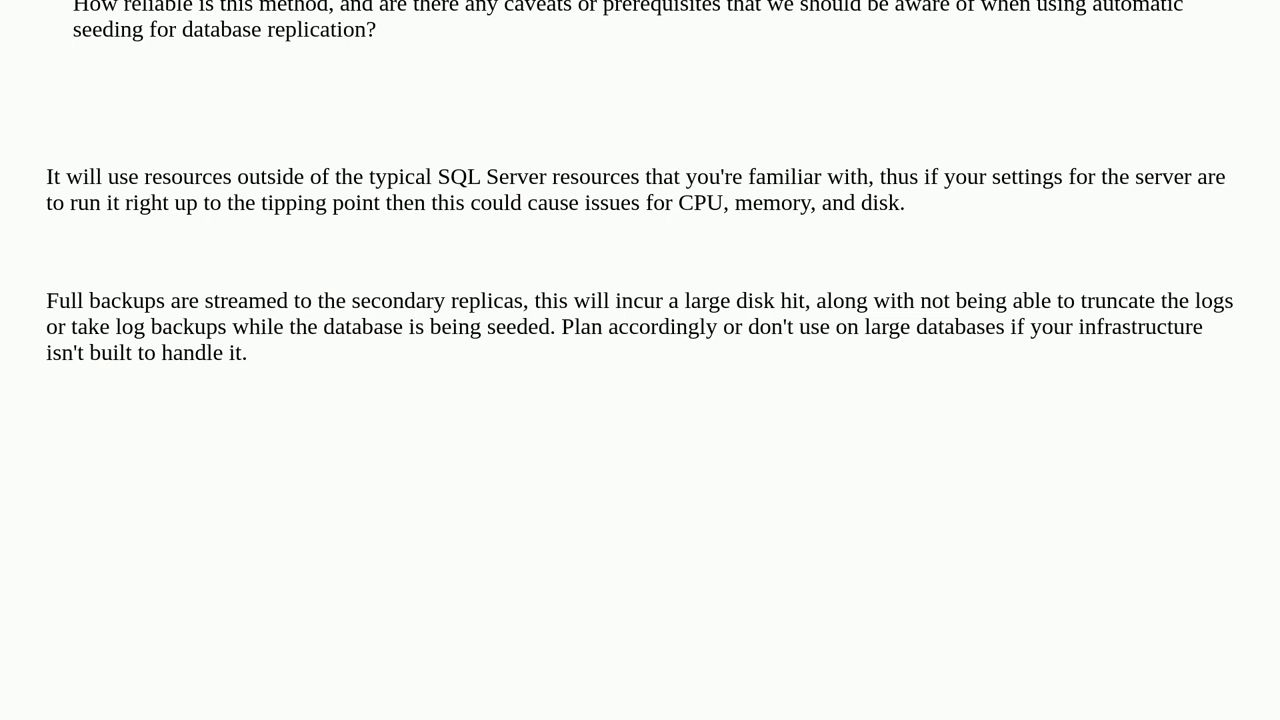 How reliable is this method, and are there any caveats or prerequisites that we should be aware of when using automatic
seeding for database replication?
It will use resources outside of the typical SQL Server resources that you're familiar with, thus if your settings for the server are
to run it right up to the tipping point then this could cause issues for CPU, memory, and disk.
Full backups are streamed to the secondary replicas, this will incur a large disk hit, along with not being able to truncate the logs
or take log backups while the database is being seeded. Plan accordingly or don't use on large databases if your infrastructure
isn't built to handle it.